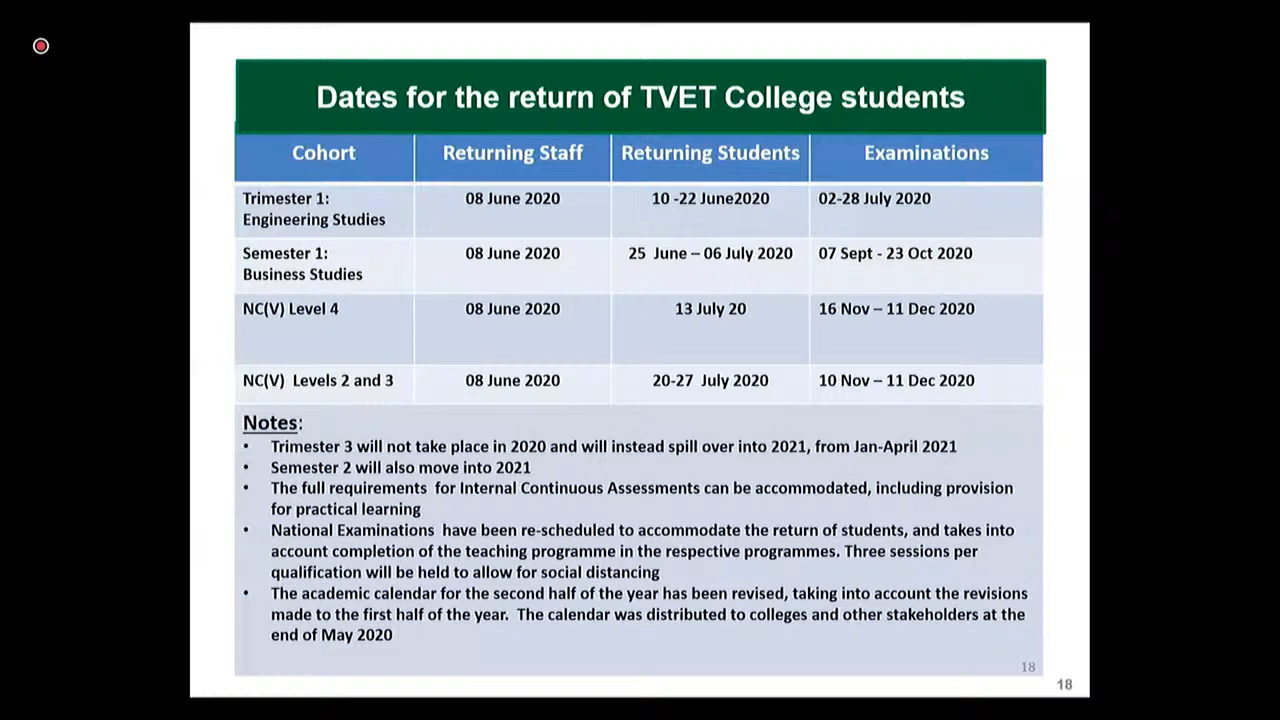 Dates for the return of TVET College students
Cohort Returning Staff Returning Students Examinations
Trimester 1: 08 June 2020 10 -22 June2020 02-28 July 2020
Engineering Studies
Semester 1: 08 June 2020 25 June – 06 July 2020 07 Sept - 23 Oct 2020
Business Studies
NC(V) Level 4 08 June 2020 13 July 20 16 Nov – 11 Dec 2020
NC(V) Levels 2 and 3 08 June 2020 20-27 July 2020 10 Nov – 11 Dec 2020
Notes:
• Trimester 3 will not take place in 2020 and will instead spill over into 2021, from Jan-April 2021
• Semester 2 will also move into 2021
• The full requirements for Internal Continuous Assessments can be accommodated, including provision
for practical learning
• National Examinations have been re-scheduled to accommodate the return of students, and takes into
account completion of the teaching programme in the respective programmes. Three sessions per
qualification will be held to allow for social distancing
• The academic calendar for the second half of the year has been revised, taking into account the revisions
made to the first half of the year. The calendar was distributed to colleges and other stakeholders at the
end of May 2020
18
18